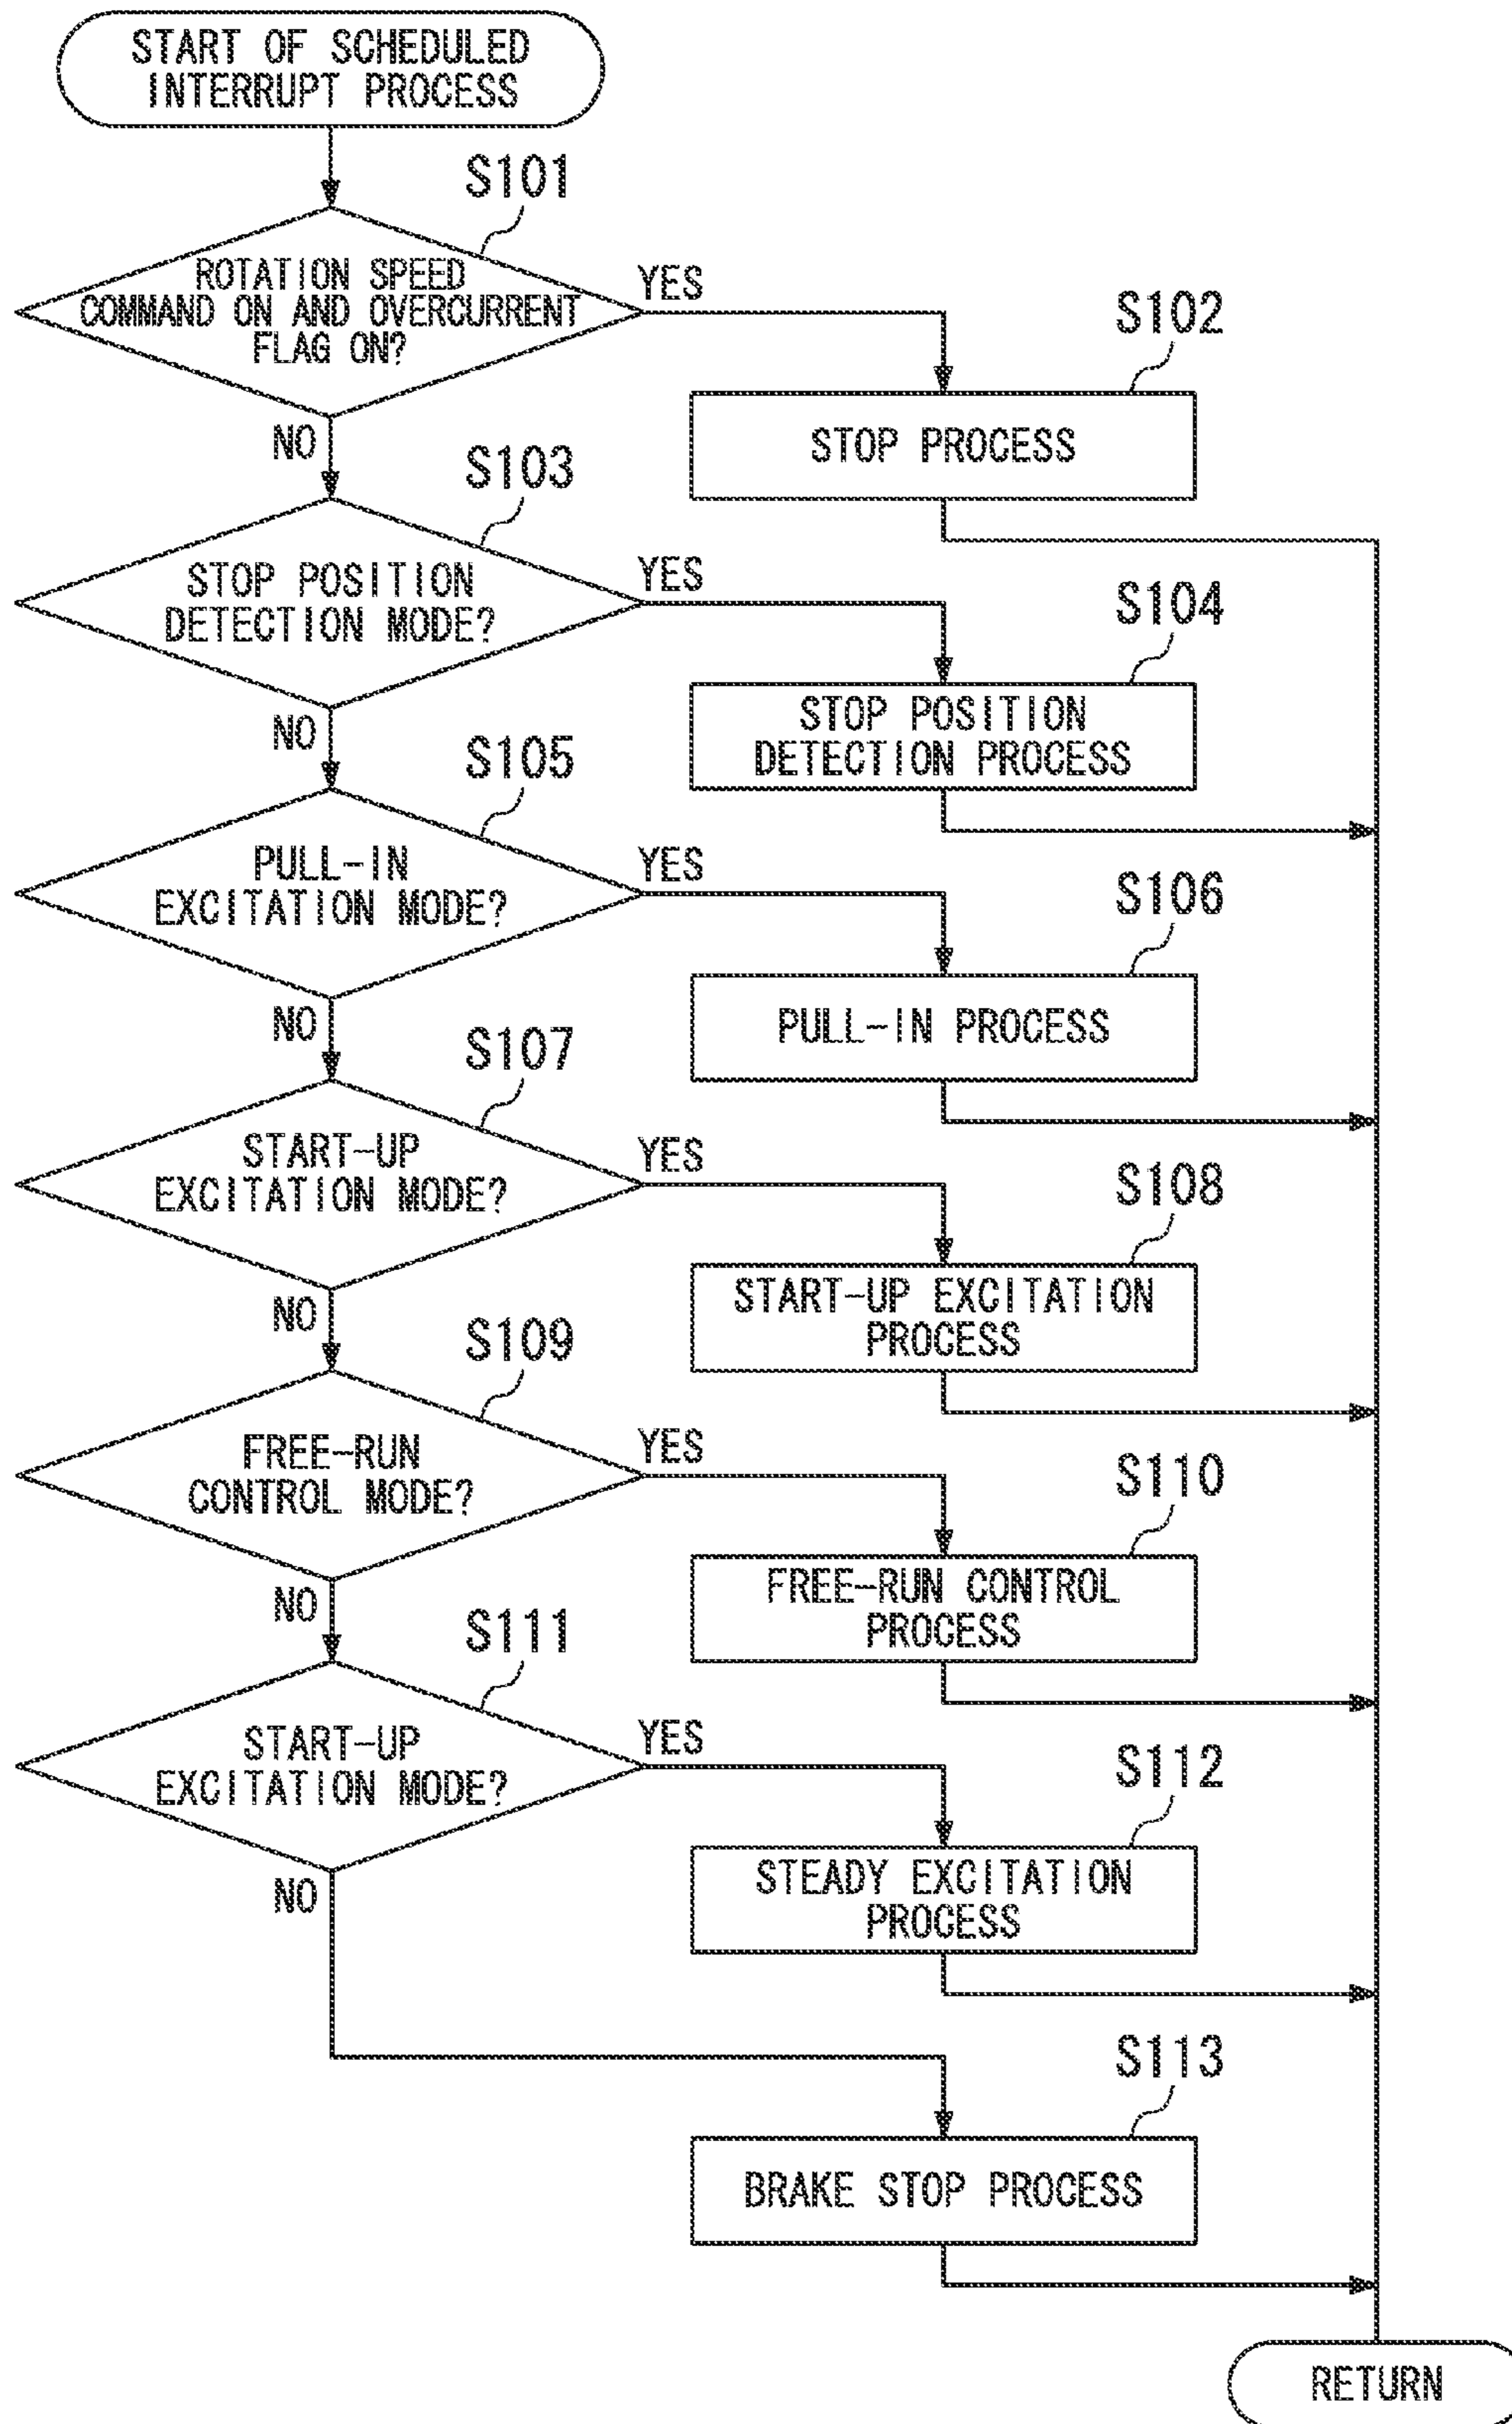 START OF SCHEDULED
INTERRUPT PROCESS
S101
ROTATION SPEED
COMMAND ON AND OVERCURRENT
FLAG ON?
YES
NO
S102
STOP PROCESS
S103
STOP POSITION
DETECTION MODE?
YES
NO
S104
STOP POSITION
DETECTION PROCESS
S105
PULL-IN
EXCITATION MODE?
YES
NO
S106
PULL-IN PROCESS
S107
START-UP
EXCITATION MODE?
YES
NO
S108
START-UP EXCITATION
PROCESS
S109
FREE-RUN
CONTROL MODE?
YES
NO
S110
FREE-RUN CONTROL
PROCESS
S111
START-UP
EXCITATION MODE?
YES
NO
S112
STEADY EXCITATION
PROCESS
S113
BRAKE STOP PROCESS
RETURN